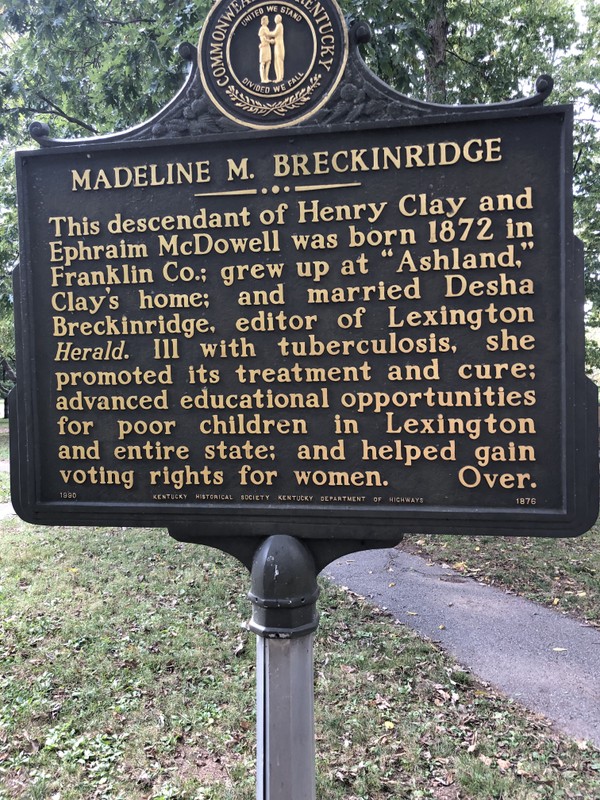 COMMONWEALTH KENTUCKY
UNITED WE STAND
DIVIDED WE FALL
MADELINE M. BRECKINRIDGE
This descendant of Henry Clay and
Ephraim McDowell was born 1872 in
Franklin Co.; grew up at “Ashland,”
Clay's home; and married Desha
Breckinridge, editor of Lexington
Herald. Ill with tuberculosis, she
promoted its treatment and cure;
advanced educational opportunities
for poor children in Lexington
and entire state; and helped gain
voting rights for women. Over.
1990 KENTUCKY HISTORICAL SOCIETY KENTUCKY DEPARTMENT OF HIGHWAYS 1876